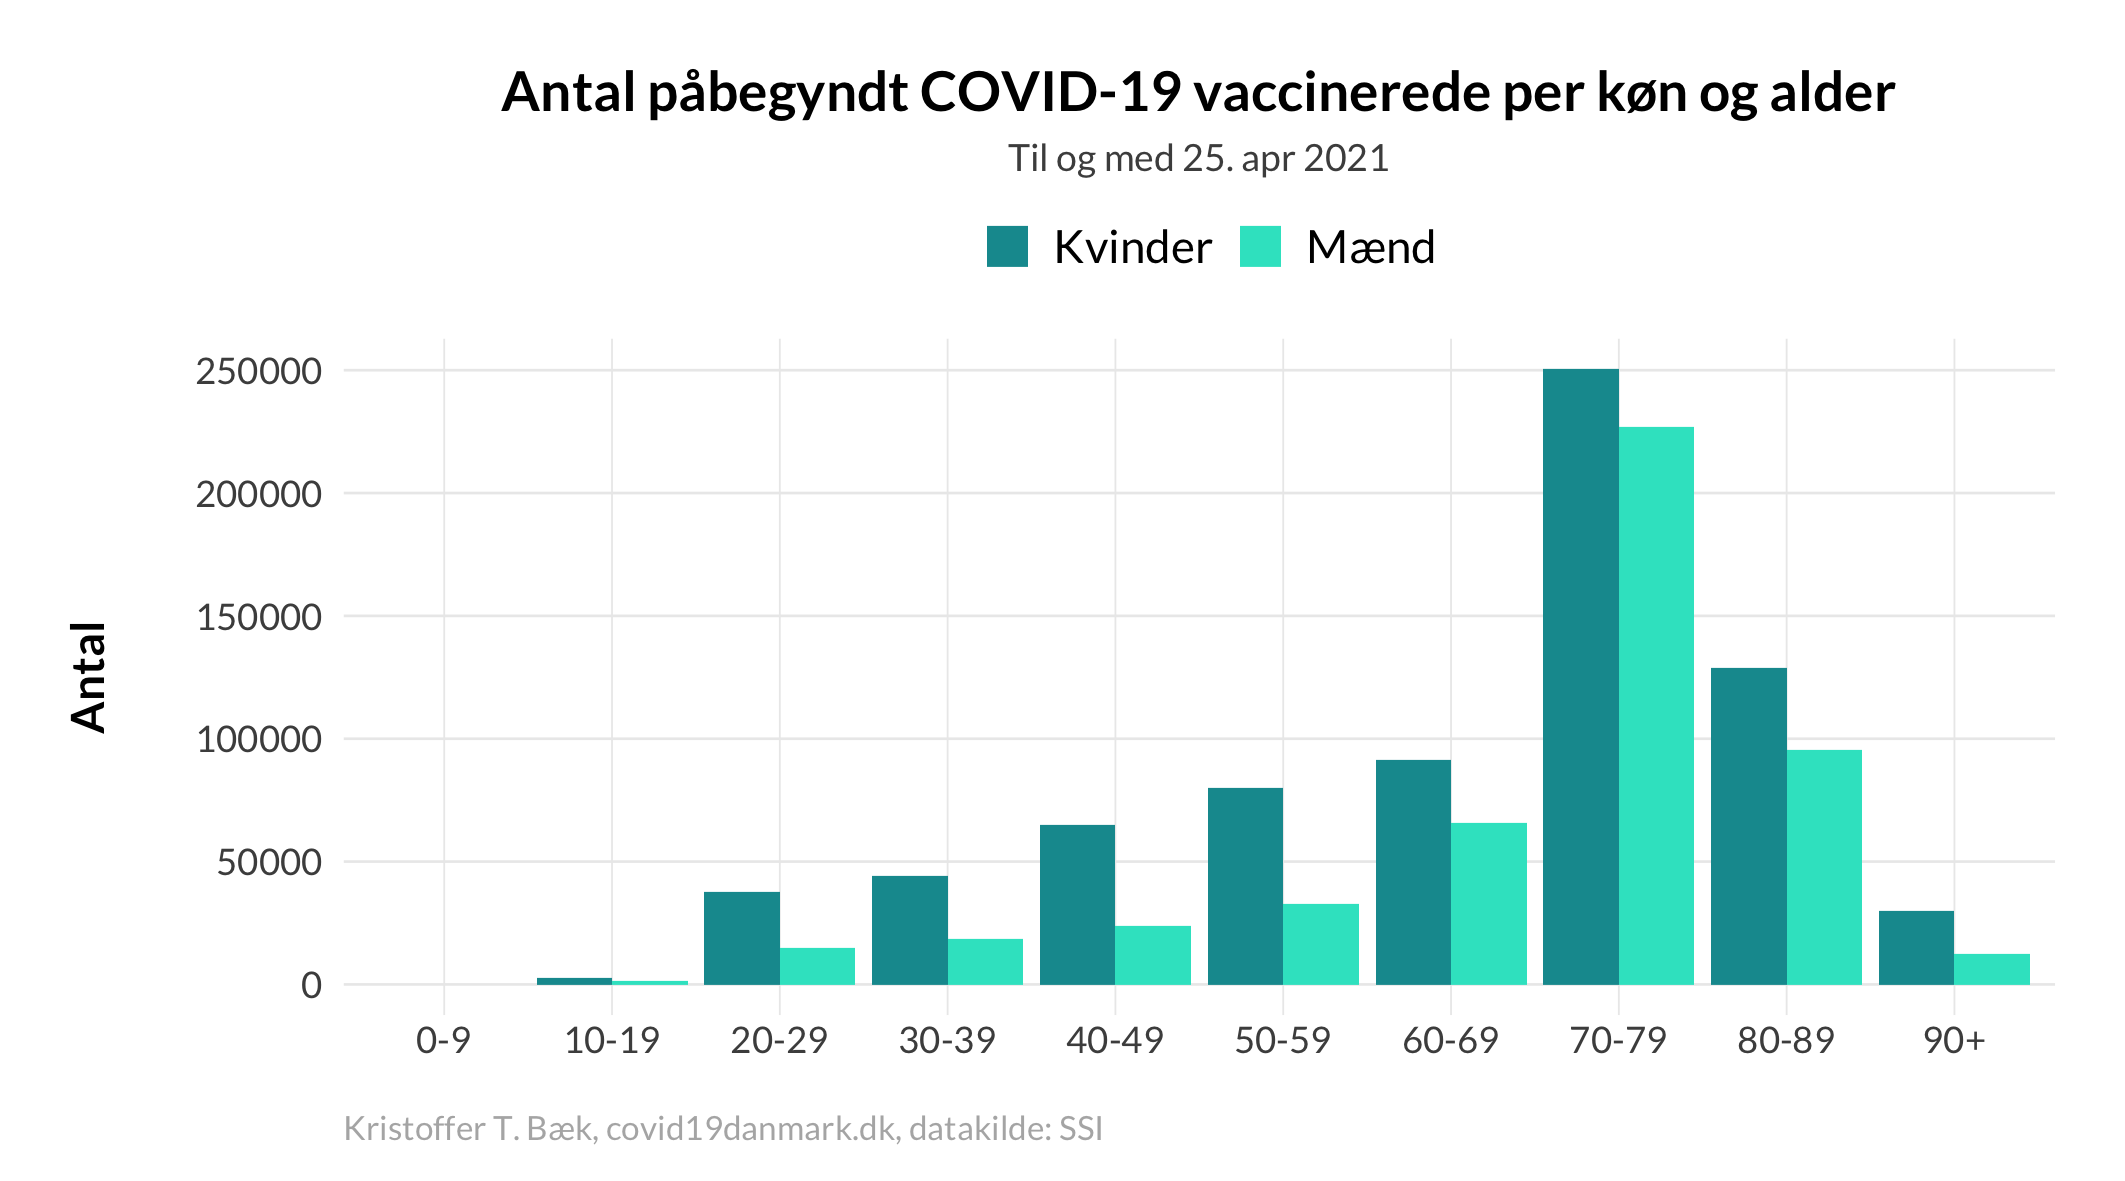 Antal påbegyndt COVID-19 vaccinerede per køn og alder
Til og med 25. apr 2021
Kvinder Mænd
250000
200000
150000
100000
50000
0
Antal
0-9 10-19 20-29 30-39 40-49 50-59 60-69 70-79 80-89 90+
Kristoffer T. Bæk, covid19danmark.dk, datakilde: SSI